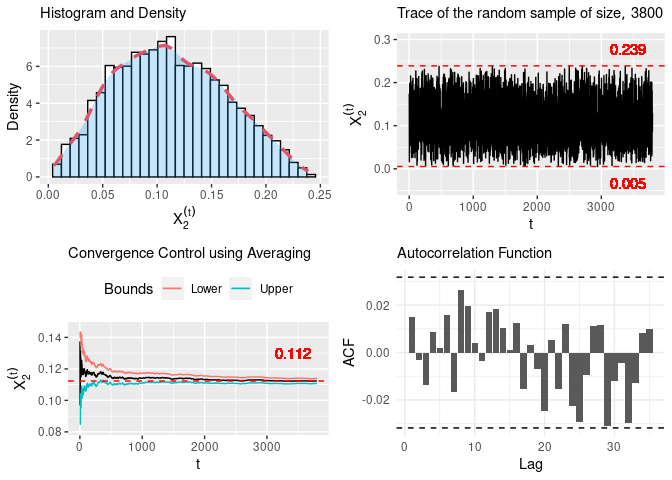 Histogram and Density
6
4
2
0
Density
0.00 0.05 0.10 0.15 0.20 0.25
X₂⁽ᵗ⁾
Trace of the random sample of size, 3800
0.3
0.2
0.1
0.0
X₂⁽ᵗ⁾
0.239
0.005
0 1000 2000 3000
t
Convergence Control using Averaging
Bounds Lower Upper
0.14
0.12
0.10
0.08
X₂⁽ᵗ⁾
0.112
0 1000 2000 3000
t
Autocorrelation Function
0.02
0.00
-0.02
ACF
0 10 20 30
Lag